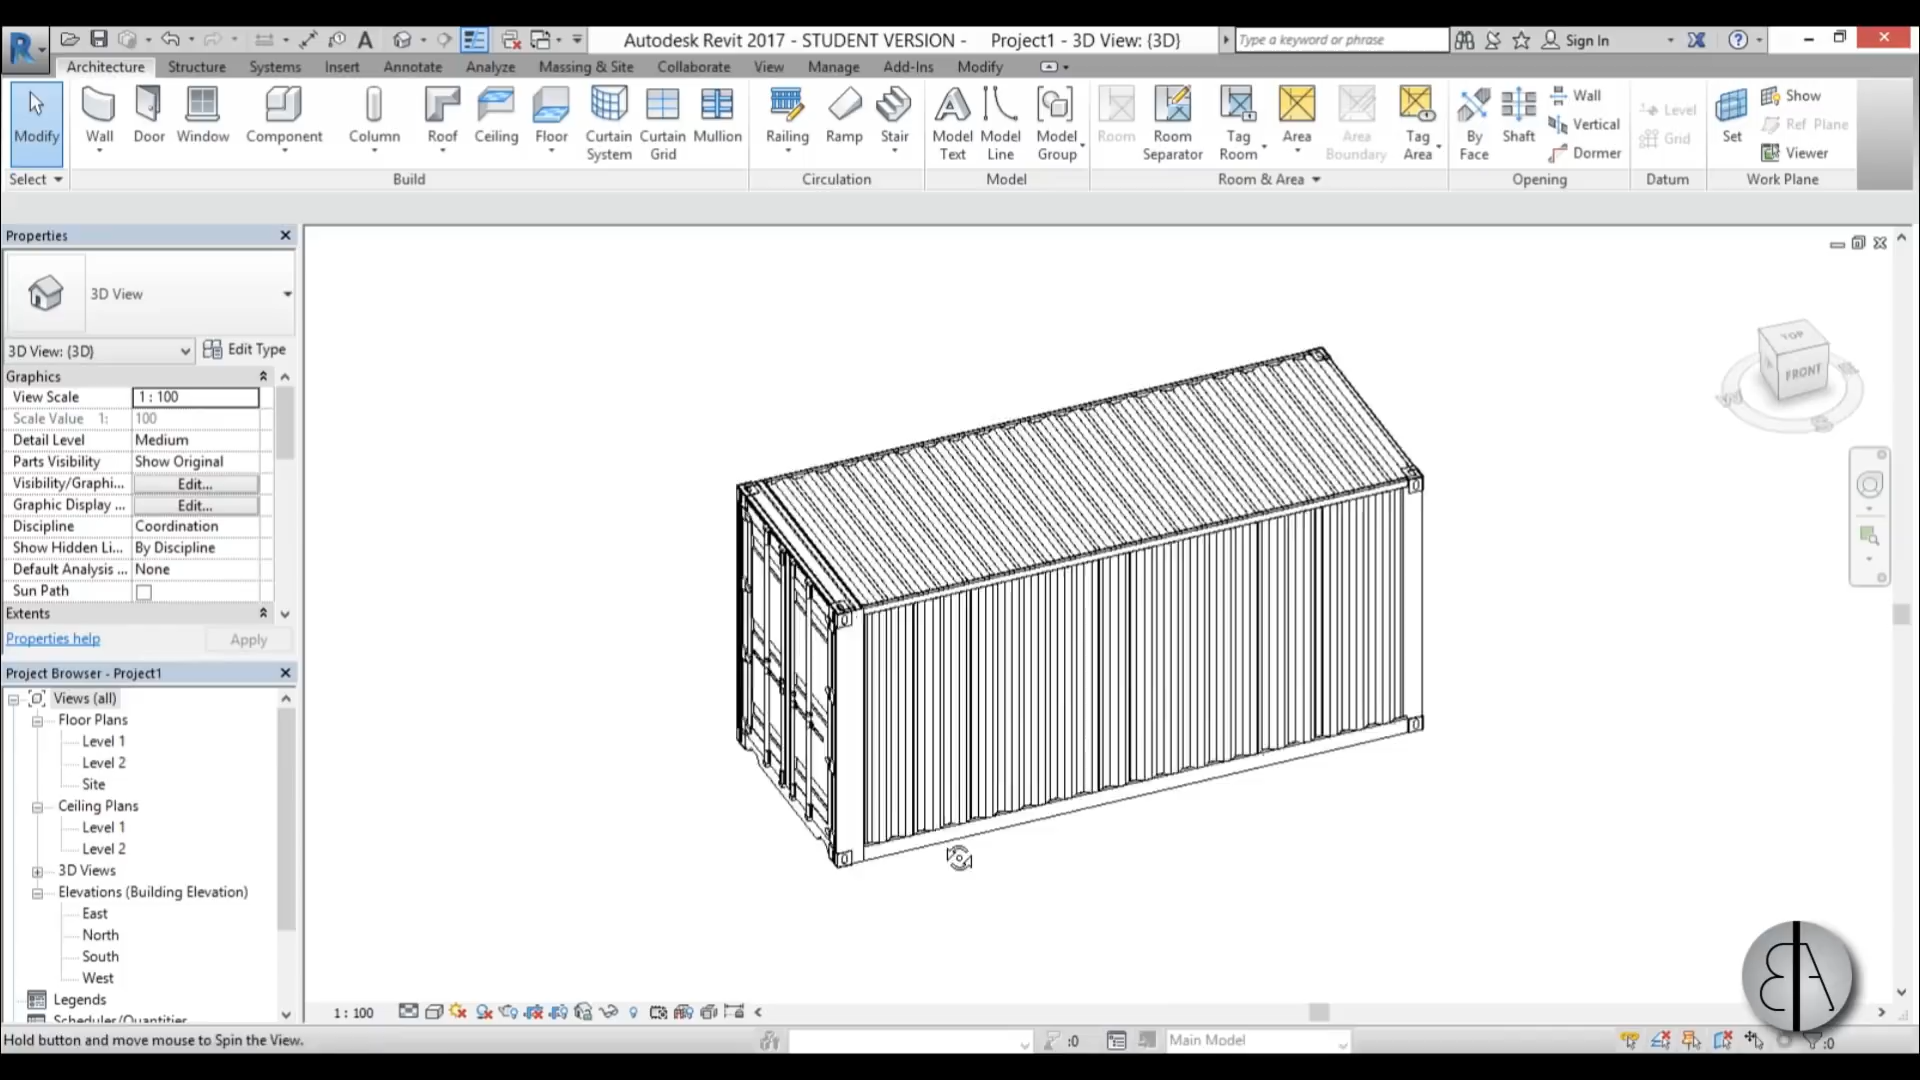 Autodesk Revit 2017 - STUDENT VERSION - Project1 - 3D View: {3D}
Type a keyword or phrase
Sign In
Architecture Structure Systems Insert Annotate Analyze Massing & Site Collaborate View Manage Add-Ins Modify
Modify
Wall
Door
Window
Component
Column
Roof
Ceiling
Floor
Curtain System
Curtain Grid
Mullion
Railing
Ramp
Stair
Model Text
Model Line
Model Group
Room
Room Separator
Tag Room
Area
Area Boundary
Tag Area
By Face
Shaft
Wall
Vertical
Dormer
Level
Grid
Set
Show
Ref Plane
Viewer
Select
Build
Circulation
Model
Room & Area
Opening
Datum
Work Plane
Properties
3D View
3D View: {3D}
Edit Type
Graphics
View Scale 1 : 100
Scale Value 1: 100
Detail Level Medium
Parts Visibility Show Original
Visibility/Graphi... Edit...
Graphic Display ... Edit...
Discipline Coordination
Show Hidden Li... By Discipline
Default Analysis ... None
Sun Path
Extents
Properties help
Apply
Project Browser - Project1
Views (all)
Floor Plans
Level 1
Level 2
Site
Ceiling Plans
Level 1
Level 2
3D Views
Elevations (Building Elevation)
East
North
South
West
Legends
Schedules/Quantities
TOP
FRONT
1 : 100
Hold button and move mouse to Spin the View.
:0
Main Model
:0